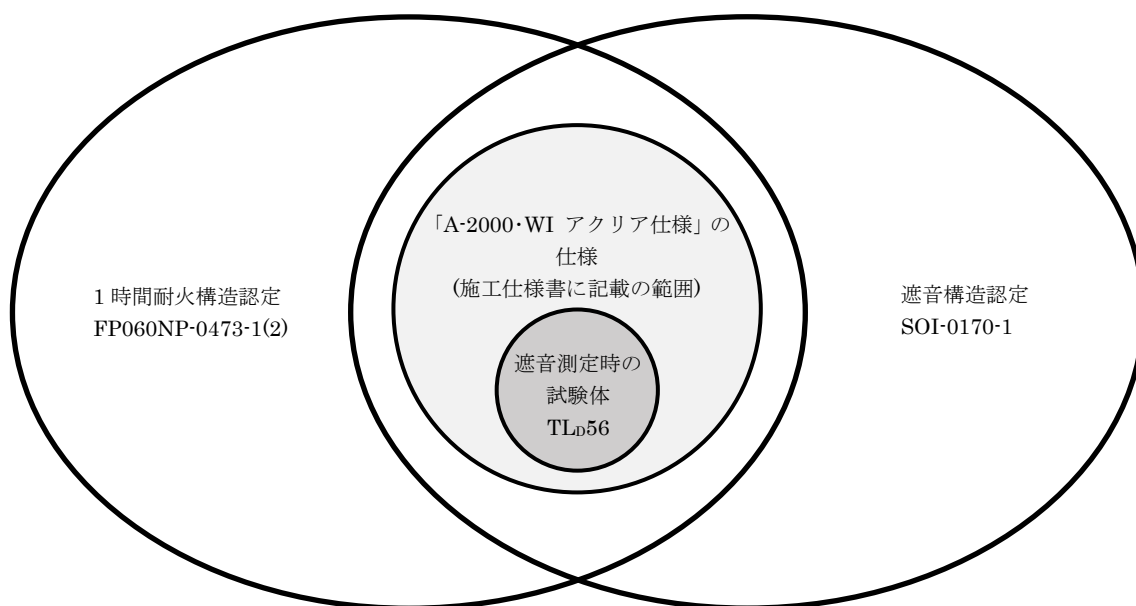 「A-2000・WI アクリア仕様」の
仕様
(施工仕様書に記載の範囲)
1 時間耐火構造認定
FP060NP-0473-1(2)
遮音構造認定
SOI-0170-1
遮音測定時の
試験体
TLD56